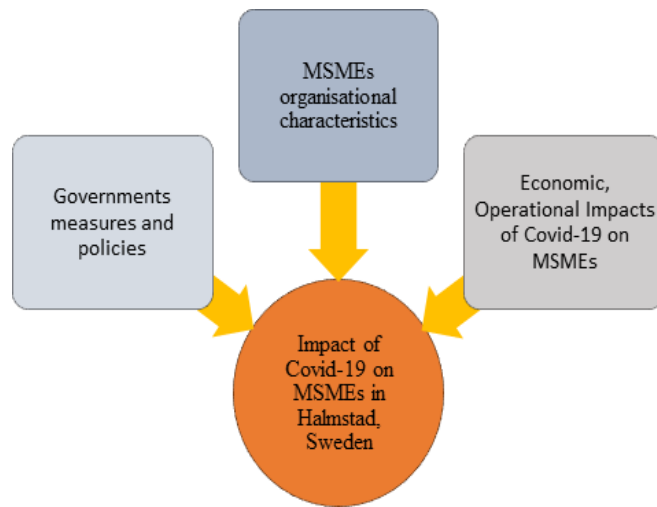 MSMEs
organisational
characteristics
Governments
measures and
policies
Economic,
Operational Impacts
of Covid-19 on
MSMEs
Impact of
Covid-19 on
MSMEs in
Halmstad,
Sweden